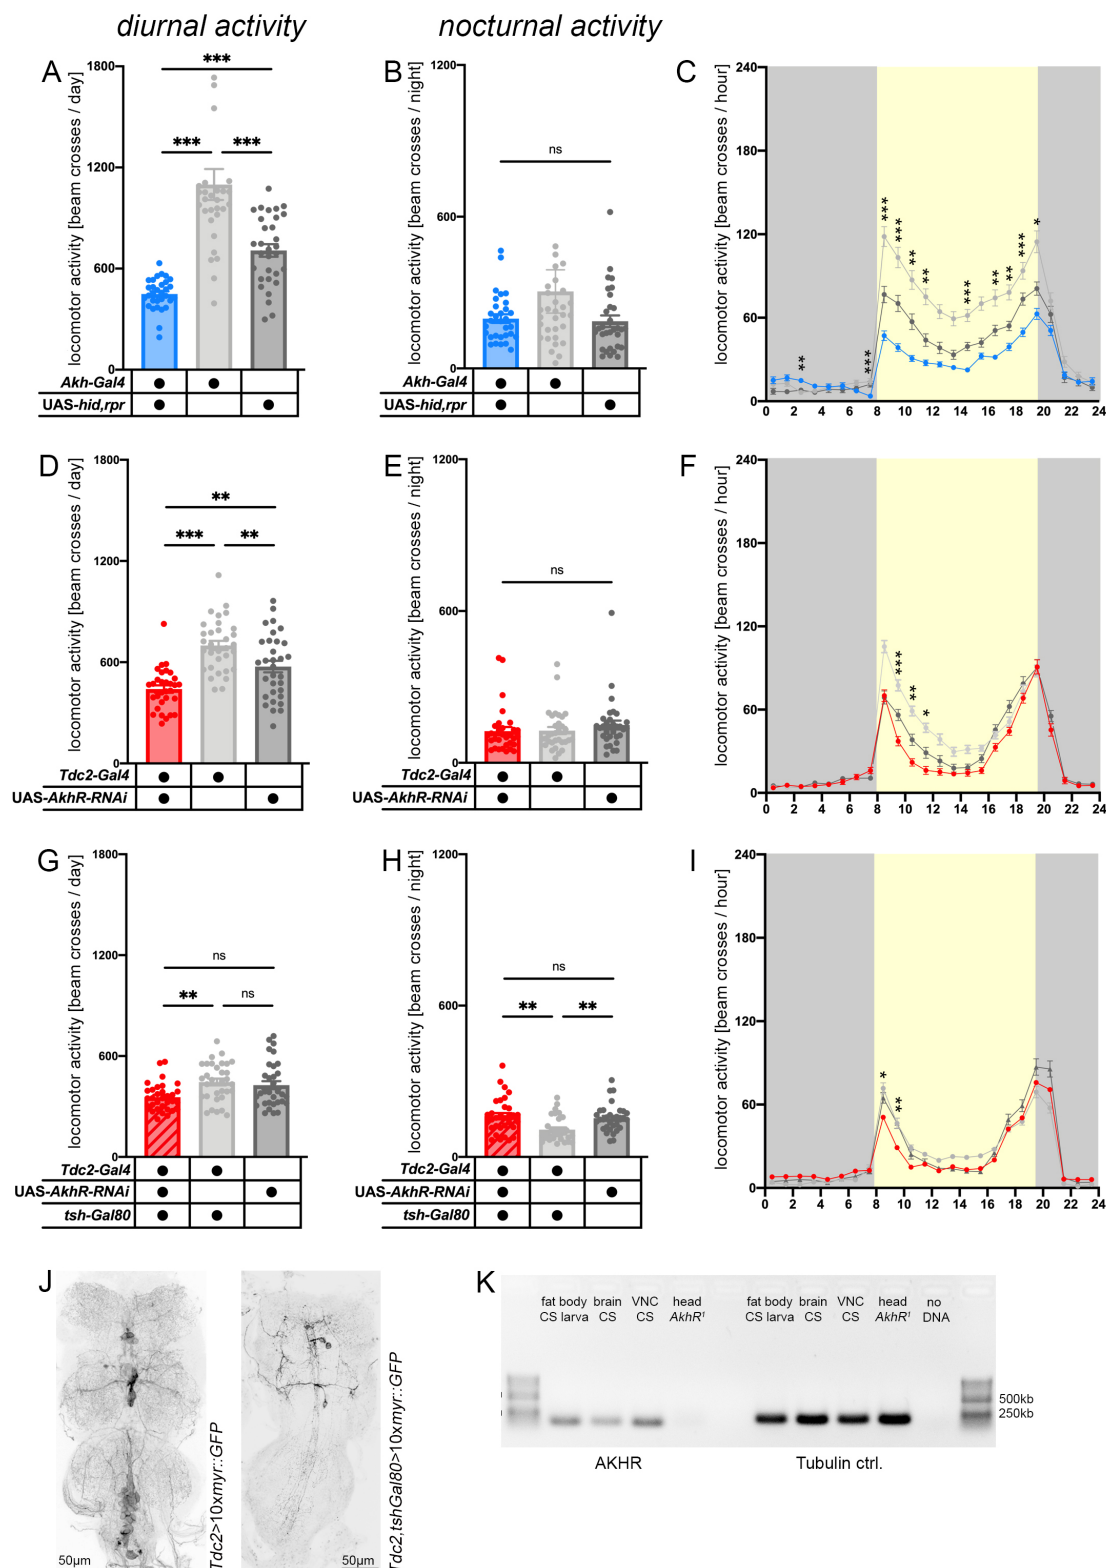 diurnal activity
nocturnal activity
A
locomotor activity [beam crosses / day]
1800
1200
600
0
***
***
***
Akh-Gal4
UAS-hid,rpr
B
locomotor activity [beam crosses / night]
1200
600
0
ns
Akh-Gal4
UAS-hid,rpr
C
locomotor activity [beam crosses / hour]
240
180
120
60
0
**
***
***
***
**
**
***
**
**
***
*
0 2 4 6 8 10 12 14 16 18 20 22 24
D
locomotor activity [beam crosses / day]
1800
1200
600
0
**
***
**
Tdc2-Gal4
UAS-AkhR-RNAi
E
locomotor activity [beam crosses / night]
1200
600
0
ns
Tdc2-Gal4
UAS-AkhR-RNAi
F
locomotor activity [beam crosses / hour]
240
180
120
60
0
***
**
*
0 2 4 6 8 10 12 14 16 18 20 22 24
G
locomotor activity [beam crosses / day]
1800
1200
600
0
ns
**
ns
Tdc2-Gal4
UAS-AkhR-RNAi
tsh-Gal80
H
locomotor activity [beam crosses / night]
1200
600
0
ns
**
**
Tdc2-Gal4
UAS-AkhR-RNAi
tsh-Gal80
I
locomotor activity [beam crosses / hour]
240
180
120
60
0
*
**
0 2 4 6 8 10 12 14 16 18 20 22 24
J
50µm
Tdc2>10xmyr::GFP
50µm
Tdc2,tshGal80>10xmyr::GFP
K
fat body brain VNC head fat body brain VNC head no
CS larva CS CS AkhR¹ CS larva CS CS AkhR¹ DNA
500kb
250kb
AKHR
Tubulin ctrl.